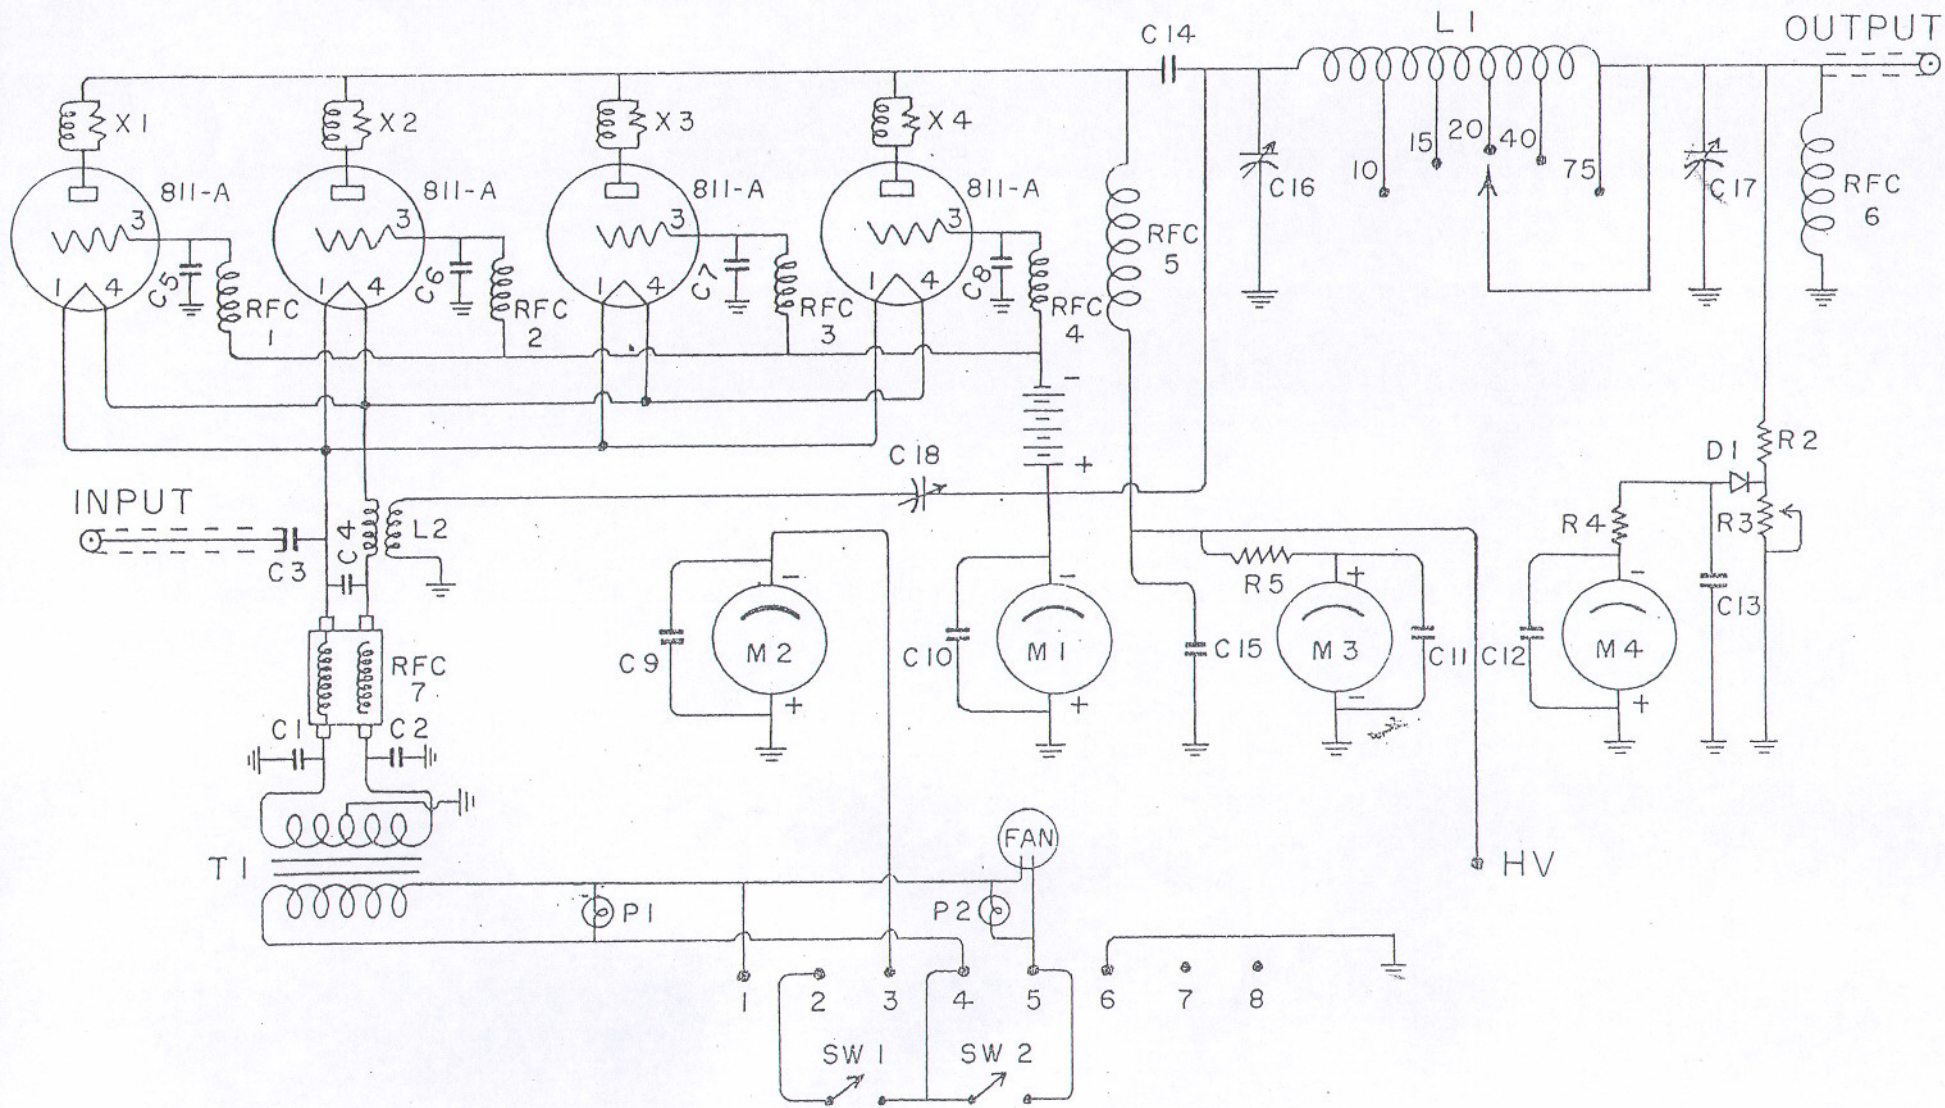 L1
OUTPUT
C14
X1
X2
X3
X4
811-A
811-A
811-A
811-A
3
3
3
3
15
20
40
10
75
C16
C17
RFC
5
RFC
6
1 4
1 4
1 4
1 4
C5
C6
C7
C8
RFC
1
RFC
2
RFC
3
RFC
4
-
+
C18
D1
R2
INPUT
C3
C4
L2
R4
R3
R5
-
-
+
-
C9
M2
C10
M1
C15
M3
C11
C12
M4
C13
RFC
7
+
+
-
+
C1
C2
T1
FAN
HV
P1
P2
1
2
3
4
5
6
7
8
SW1
SW2